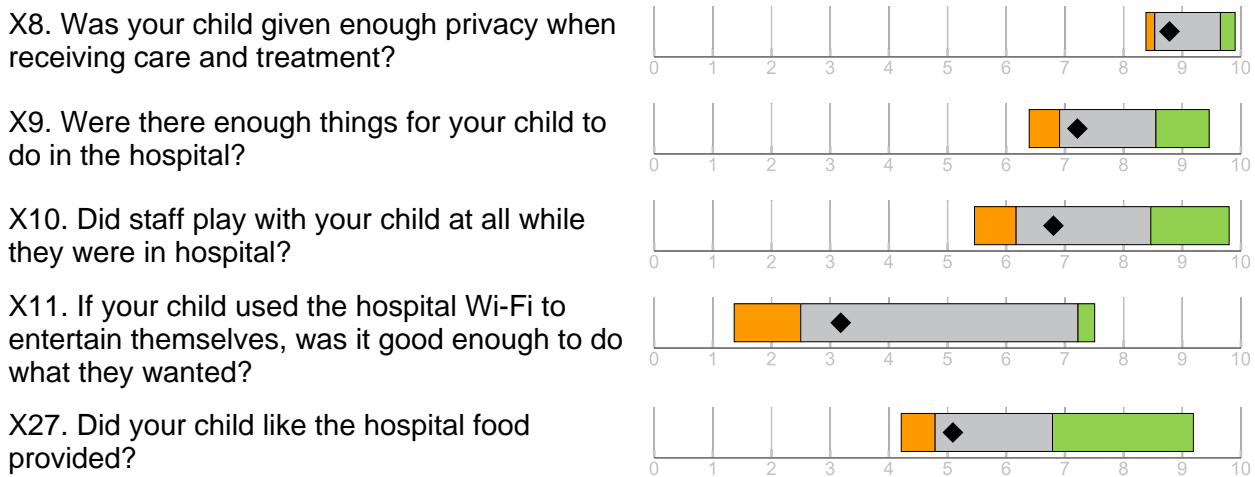 X8. Was your child given enough privacy when
receiving care and treatment?
0 1 2 3 4 5 6 7 8 9 10
X9. Were there enough things for your child to
do in the hospital?
0 1 2 3 4 5 6 7 8 9 10
X10. Did staff play with your child at all while
they were in hospital?
0 1 2 3 4 5 6 7 8 9 10
X11. If your child used the hospital Wi-Fi to
entertain themselves, was it good enough to do
what they wanted?
0 1 2 3 4 5 6 7 8 9 10
X27. Did your child like the hospital food
provided?
0 1 2 3 4 5 6 7 8 9 10